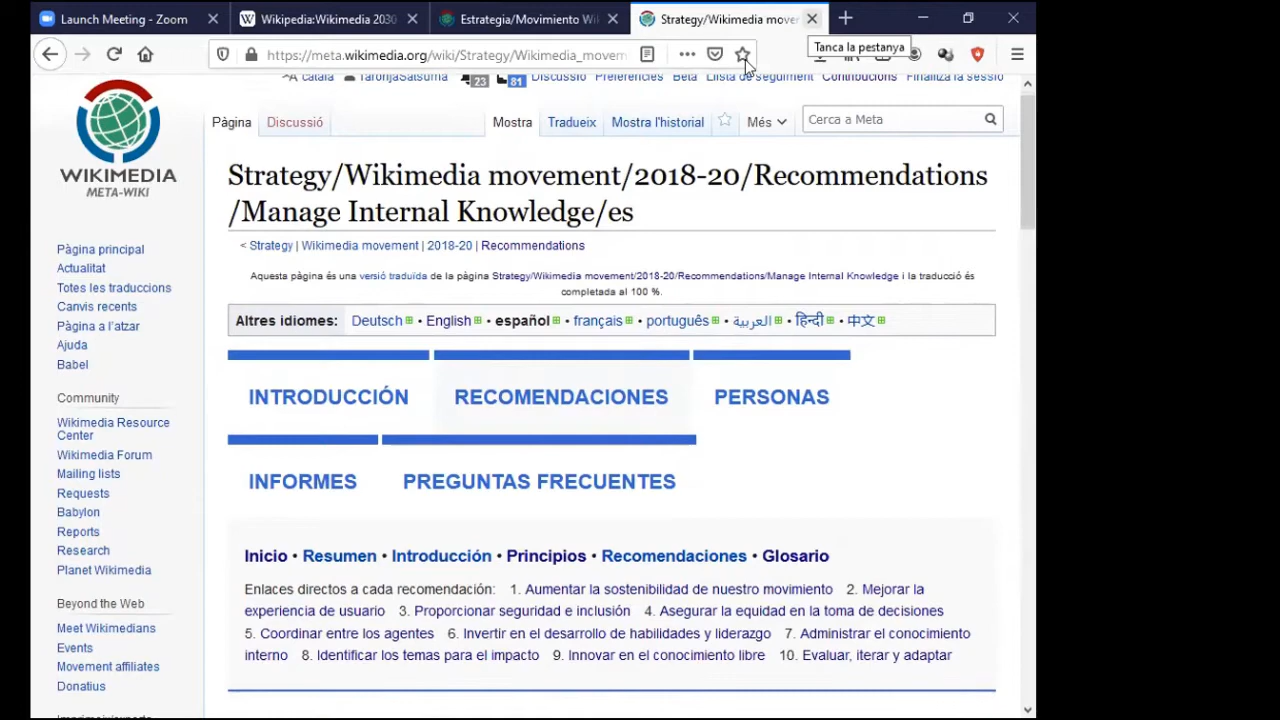 Launch Meeting - Zoom
Wikipedia:Wikimedia 2030
Estrategia/Movimiento Wi
Strategy/Wikimedia move
Tanca la pestanya
https://meta.wikimedia.org/wiki/Strategy/Wikimedia_movem
català TaronjaSatsuma 23 81 Discussió Preferències Beta Llista de seguiment Contribucions Finalitza la sessió
WIKIMEDIA
META-WIKI
Pàgina Discussió Mostra Tradueix Mostra l'historial Més Cerca a Meta
Strategy/Wikimedia movement/2018-20/Recommendations
/Manage Internal Knowledge/es
< Strategy | Wikimedia movement | 2018-20 | Recommendations
Aquesta pàgina és una versió traduïda de la pàgina Strategy/Wikimedia movement/2018-20/Recommendations/Manage Internal Knowledge i la traducció és
completada al 100 %.
Altres idiomes: Deutsch • English • español • français • português • العربية • हिन्दी • 中文
INTRODUCCIÓN RECOMENDACIONES PERSONAS
INFORMES PREGUNTAS FRECUENTES
Inicio • Resumen • Introducción • Principios • Recomendaciones • Glosario
Enlaces directos a cada recomendación: 1. Aumentar la sostenibilidad de nuestro movimiento 2. Mejorar la
experiencia de usuario 3. Proporcionar seguridad e inclusión 4. Asegurar la equidad en la toma de decisiones
5. Coordinar entre los agentes 6. Invertir en el desarrollo de habilidades y liderazgo 7. Administrar el conocimiento
interno 8. Identificar los temas para el impacto 9. Innovar en el conocimiento libre 10. Evaluar, iterar y adaptar
Pàgina principal
Actualitat
Totes les traduccions
Canvis recents
Pàgina a l'atzar
Ajuda
Babel
Community
Wikimedia Resource
Center
Wikimedia Forum
Mailing lists
Requests
Babylon
Reports
Research
Planet Wikimedia
Beyond the Web
Meet Wikimedians
Events
Movement affiliates
Donatius